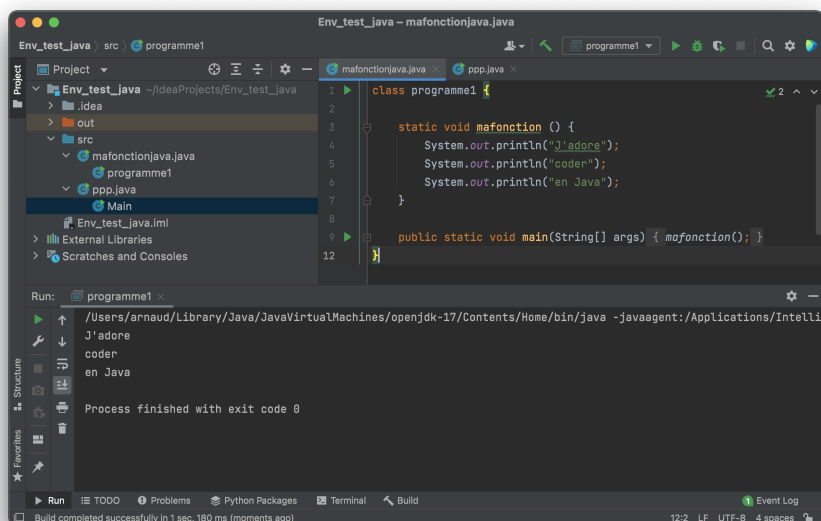 Env_test_java – mafonctionjava.java
Env_test_java src programme1
programme1
Project
Project
mafonctionjava.java
ppp.java
Env_test_java ~/IdeaProjects/Env_test_java
.idea
out
src
mafonctionjava.java
programme1
ppp.java
Main
Env_test_java.iml
External Libraries
Scratches and Consoles
2
1 class programme1 {
2
3 static void mafonction () {
4 System.out.println("J'adore");
5 System.out.println("coder");
6 System.out.println("en Java");
7 }
8
9 public static void main(String[] args) { mafonction(); }
12 }
Run: programme1
/Users/arnaud/Library/Java/JavaVirtualMachines/openjdk-17/Contents/Home/bin/java -javaagent:/Applications/Intelli
J'adore
coder
en Java
Process finished with exit code 0
Structure
Favorites
Run TODO Problems Python Packages Terminal Build 1 Event Log
Build completed successfully in 1 sec, 180 ms (moments ago) 12:2 LF UTF-8 4 spaces